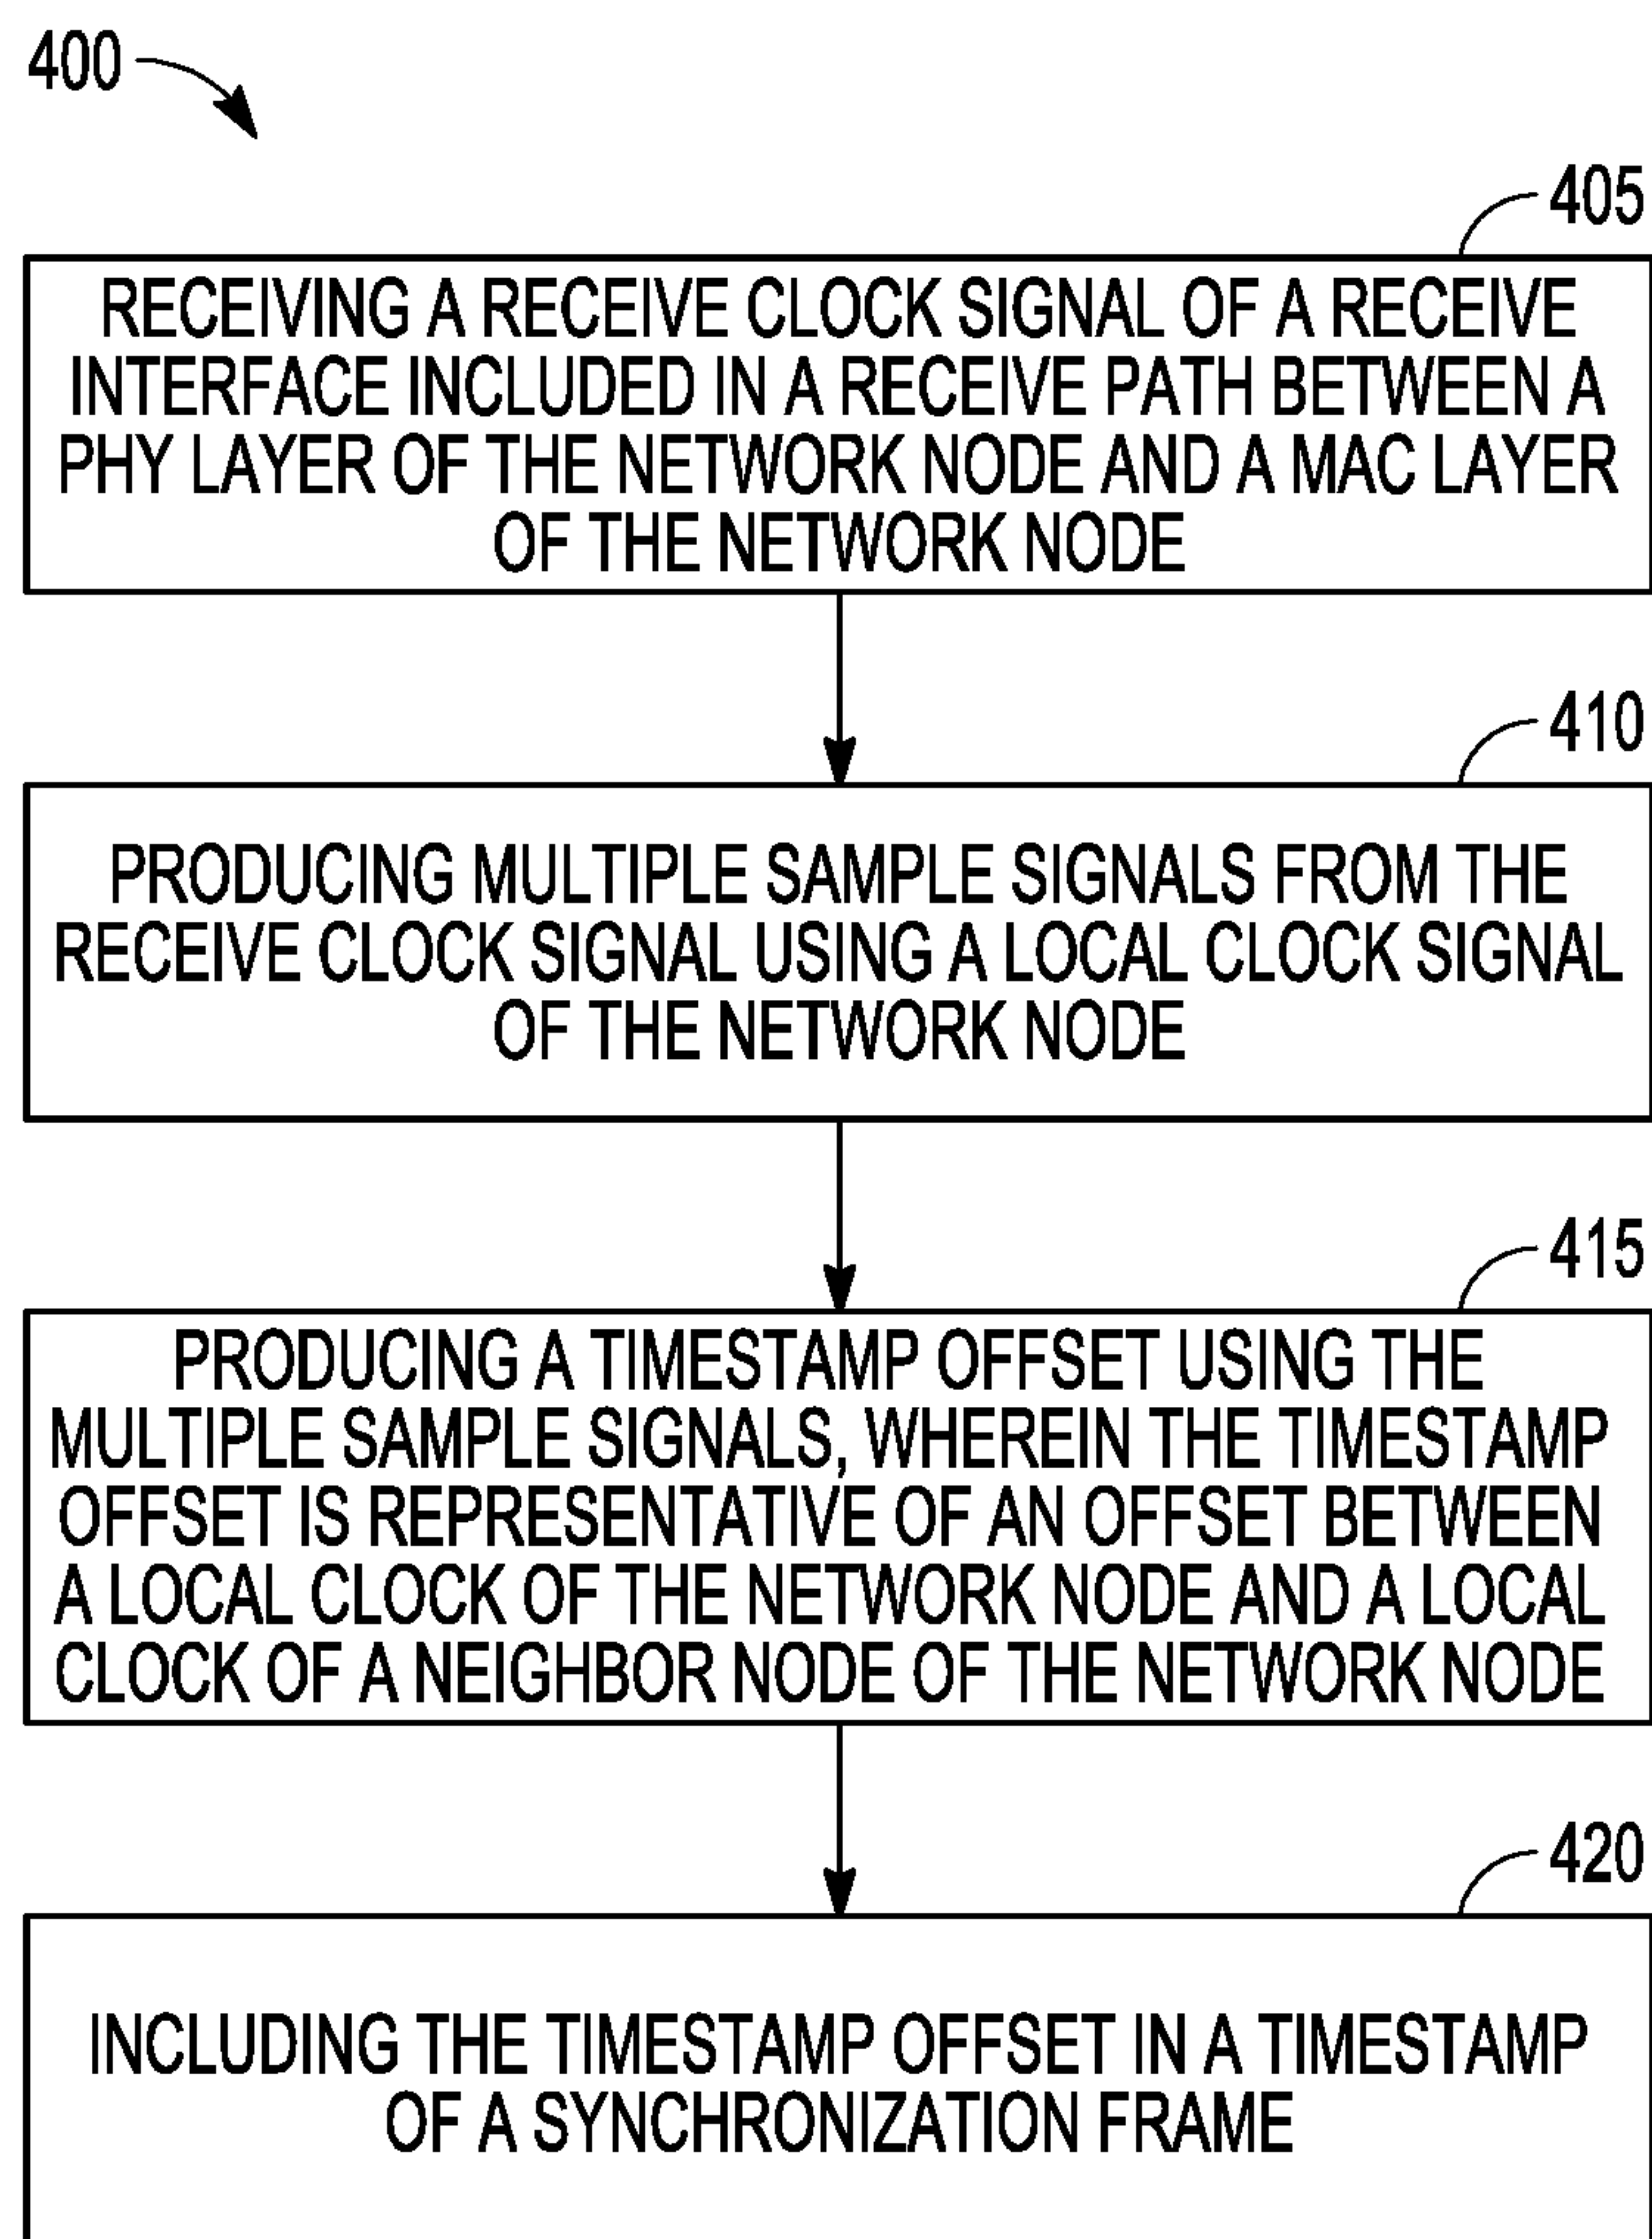 400
405
RECEIVING A RECEIVE CLOCK SIGNAL OF A RECEIVE
INTERFACE INCLUDED IN A RECEIVE PATH BETWEEN A
PHY LAYER OF THE NETWORK NODE AND A MAC LAYER
OF THE NETWORK NODE
410
PRODUCING MULTIPLE SAMPLE SIGNALS FROM THE
RECEIVE CLOCK SIGNAL USING A LOCAL CLOCK SIGNAL
OF THE NETWORK NODE
415
PRODUCING A TIMESTAMP OFFSET USING THE
MULTIPLE SAMPLE SIGNALS, WHEREIN THE TIMESTAMP
OFFSET IS REPRESENTATIVE OF AN OFFSET BETWEEN
A LOCAL CLOCK OF THE NETWORK NODE AND A LOCAL
CLOCK OF A NEIGHBOR NODE OF THE NETWORK NODE
420
INCLUDING THE TIMESTAMP OFFSET IN A TIMESTAMP
OF A SYNCHRONIZATION FRAME